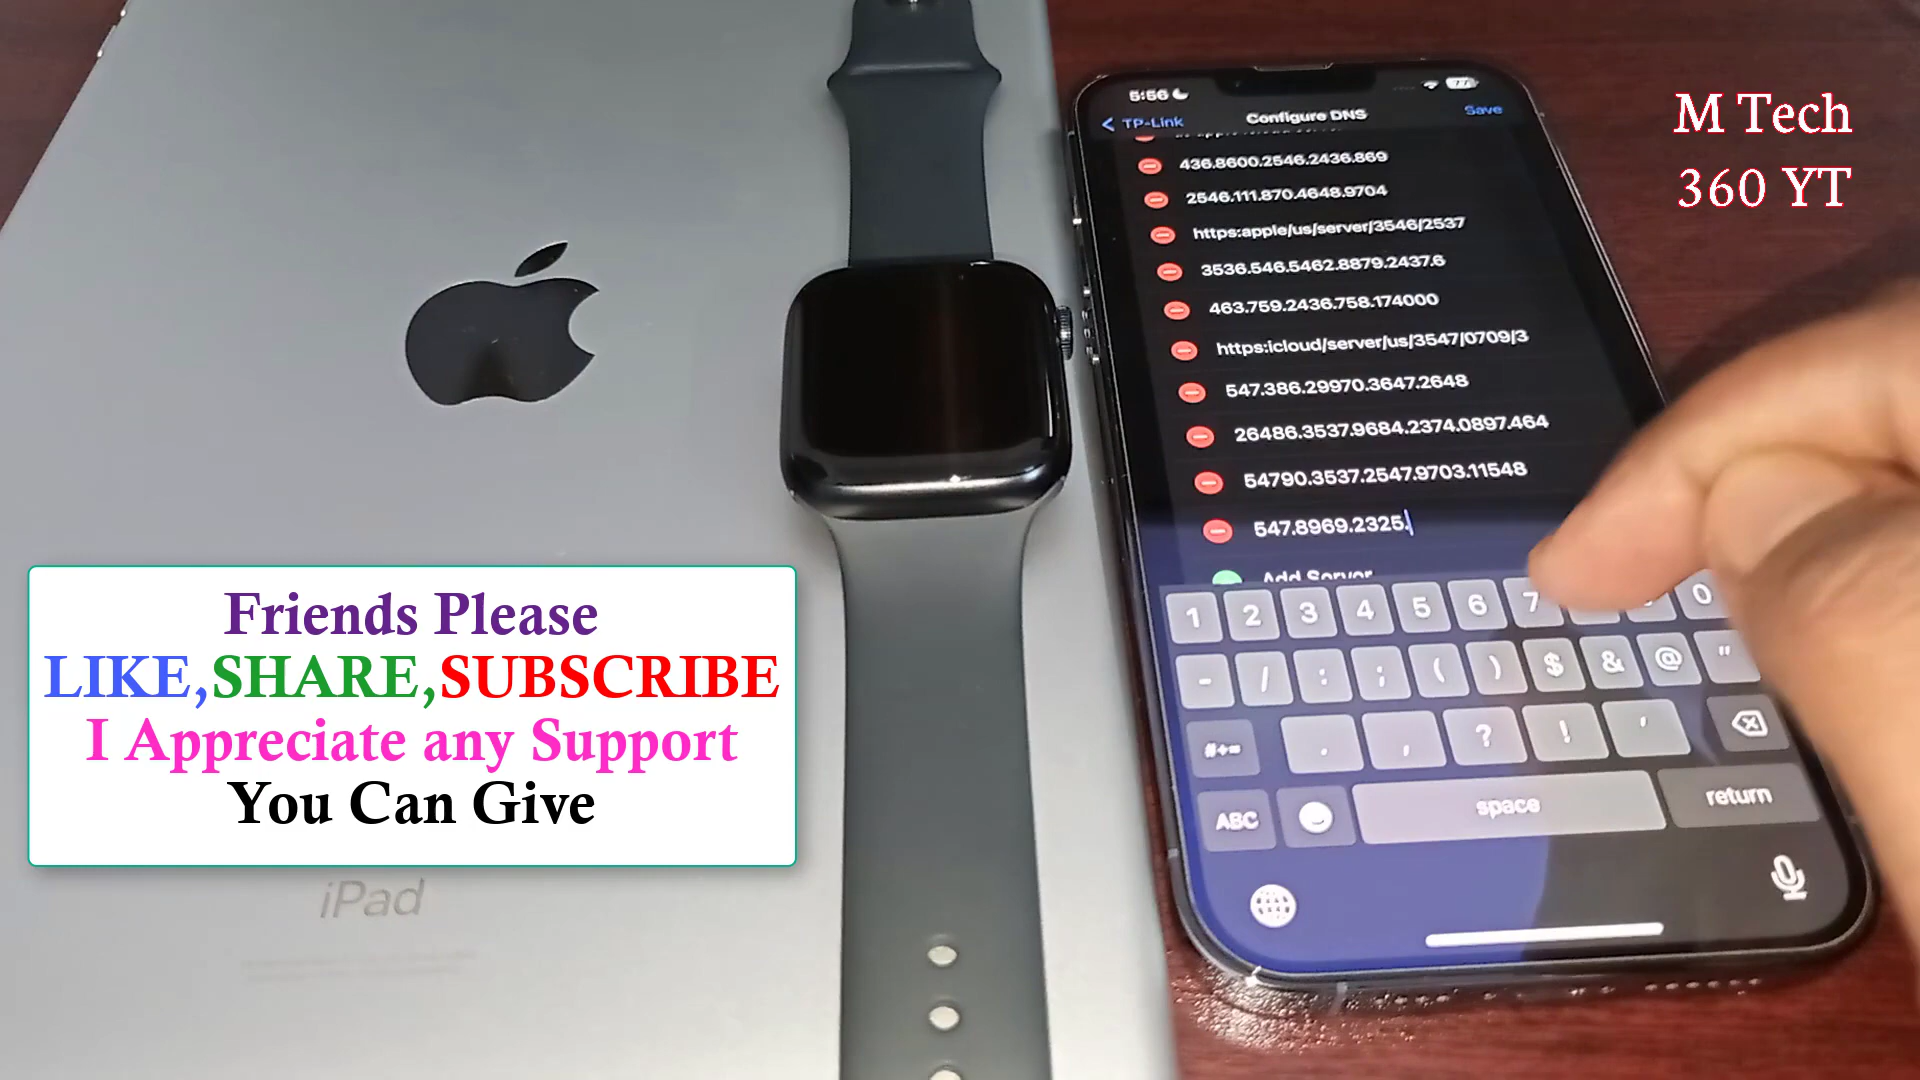 M Tech
360 YT
5:56
77
TP-Link
Configure DNS
Save
436.8600.2546.2436.869
2546.111.870.4648.9704
https:apple/us/server/3546/2537
3536.546.5462.8879.2437.6
463.759.2436.758.174000
https:icloud/server/us/3547/0709/3
547.386.29970.3647.2648
26486.3537.9684.2374.0897.464
54790.3537.2547.9703.11548
547.8969.2325.
Add Server
1 2 3 4 5 6 7 0
- / : ; ( ) $ & @ "
#+= . , ? ! '
ABC space return
Friends Please
LIKE,SHARE,SUBSCRIBE
I Appreciate any Support
You Can Give
iPad